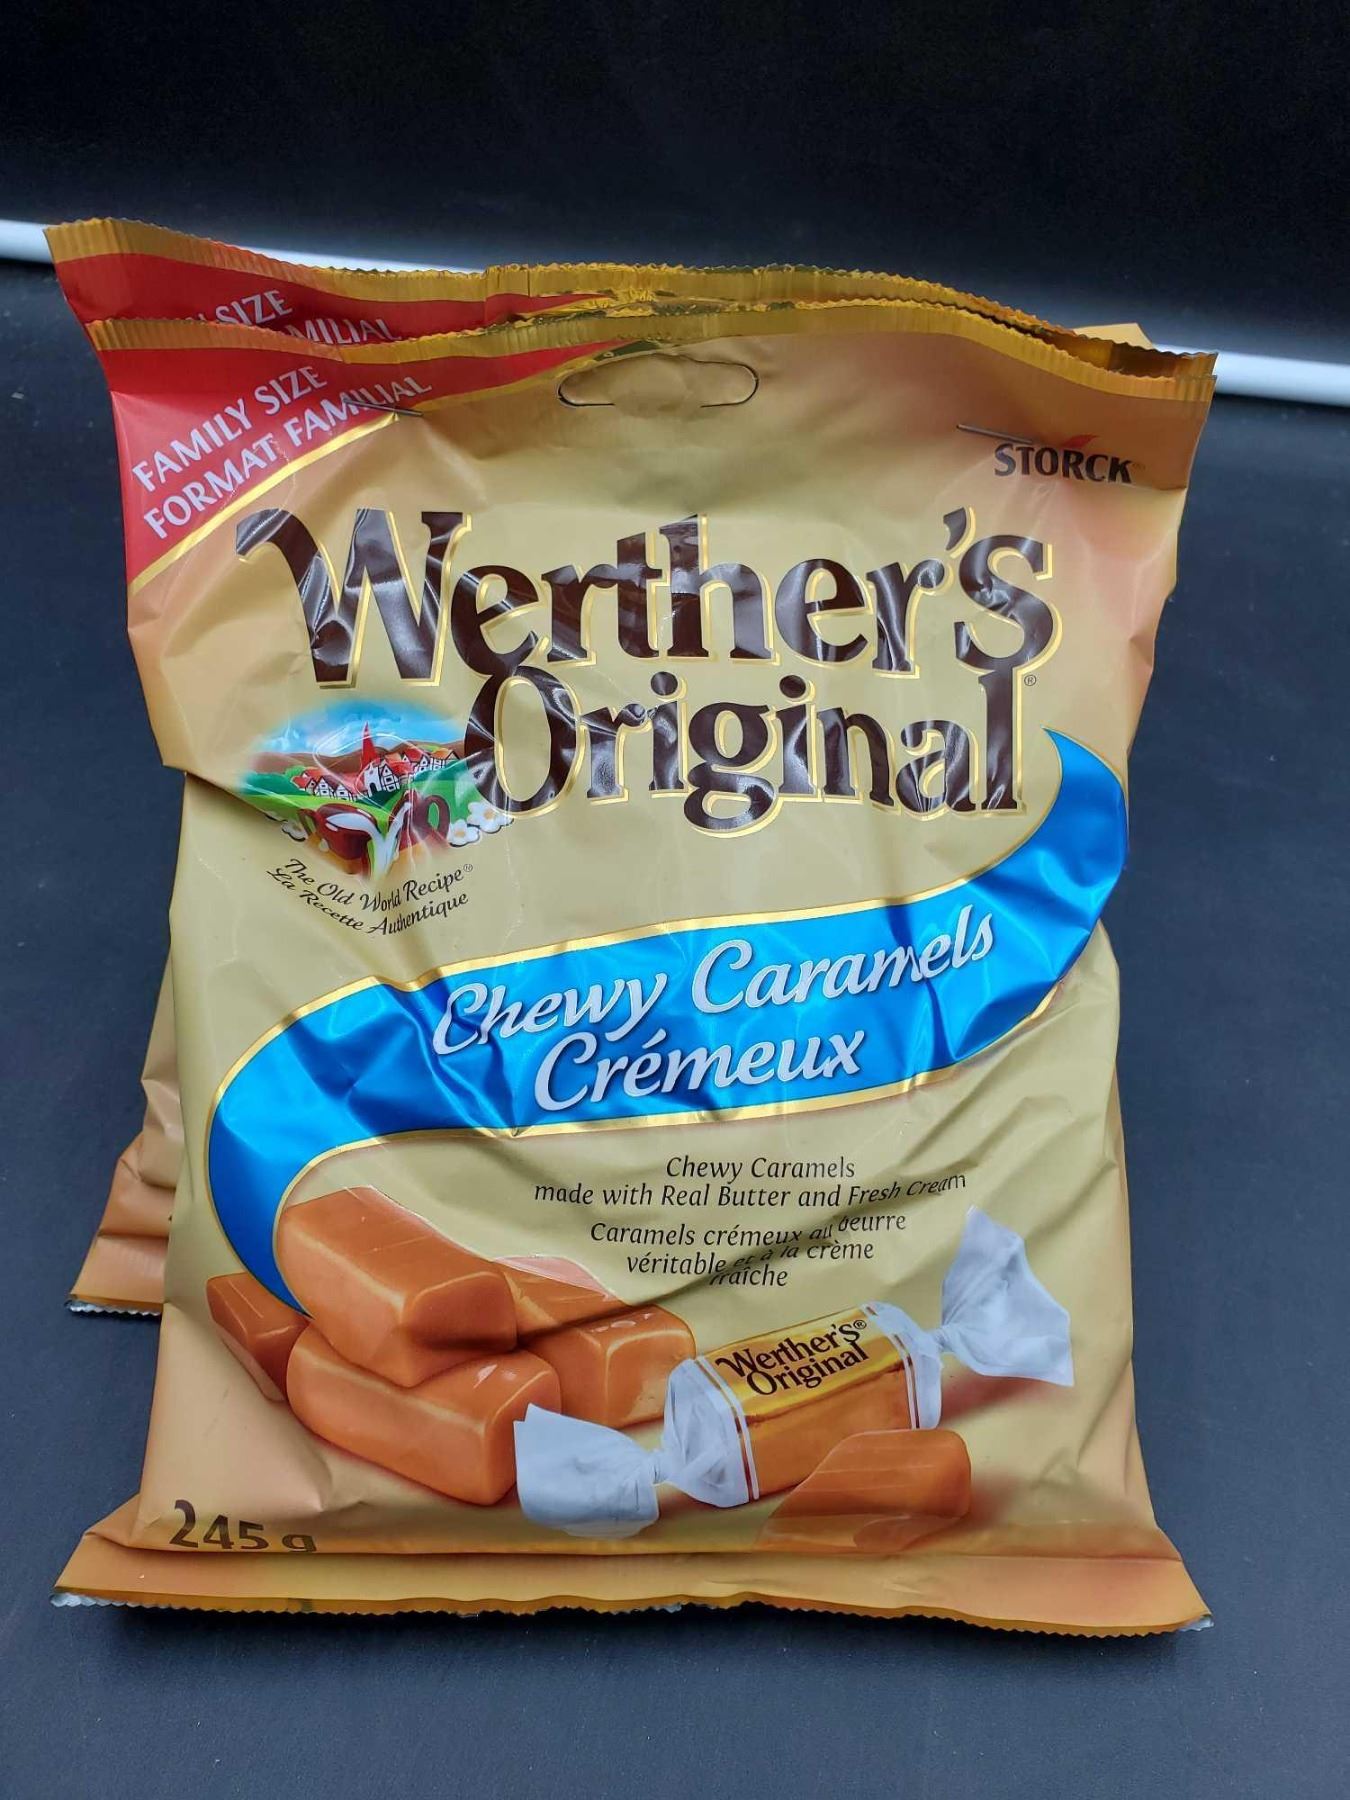 SIZE
MILIAL
FAMILY SIZE
FORMAT FAMILIAL
STORCK
Werther's
Original®
The Old World Recipe®
La Recette Authentique
Chewy Caramels
Crémeux
Chewy Caramels
made with Real Butter and Fresh Cream
Caramels crémeux au beurre
véritable et à la crème
fraîche
Werther's®
Original
245 g